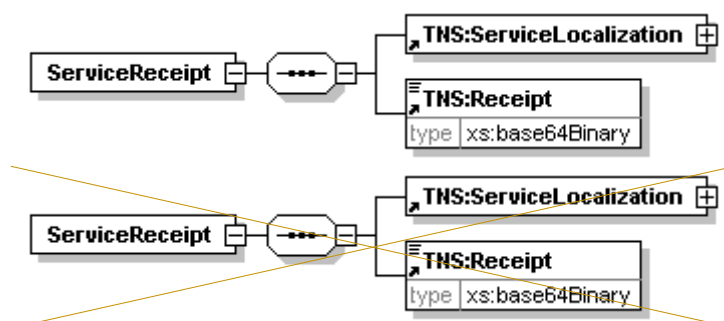 TNS:ServiceLocalization
ServiceReceipt
TNS:Receipt
type xs:base64Binary
TNS:ServiceLocalization
ServiceReceipt
TNS:Receipt
type xs:base64Binary